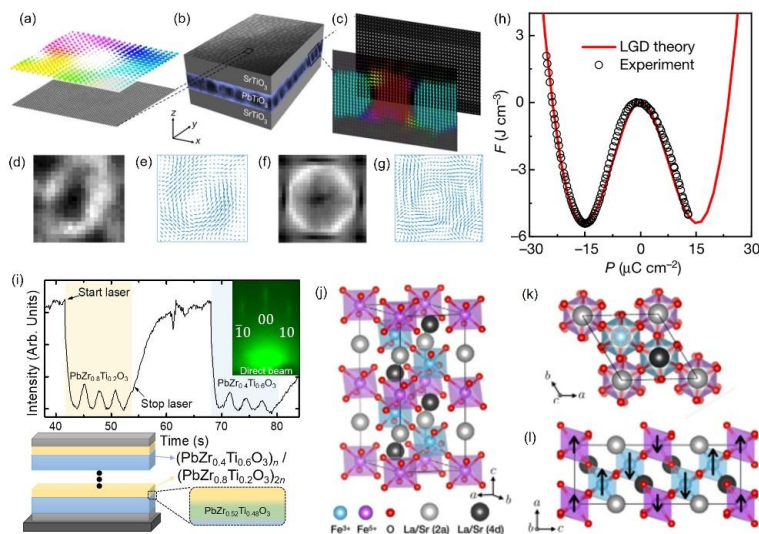 (a)
(b)
SrTiO₃
PbTiO₃
SrTiO₃
z
y
x
(c)
(d)
(e)
(f)
(g)
(h)
LGD theory
Experiment
F (J cm⁻³)
3
0
-3
-6
-30 -15 0 15 30
P (μC cm⁻²)
(i)
Intensity (Arb. Units)
Start laser
1̄0 00 10
Direct beam
PbZr₀.₈Ti₀.₂O₃
PbZr₀.₄Ti₀.₆O₃
Stop laser
40 50 60 70 80
Time (s)
(PbZr₀.₄Ti₀.₆O₃)ₙ /
(PbZr₀.₈Ti₀.₂O₃)₂ₙ
PbZr₀.₅₂Ti₀.₄₈O₃
(j)
c
a b
Fe³⁺ Fe⁵⁺ O La/Sr (2a) La/Sr (4d)
(k)
b
c a
(l)
a
b c